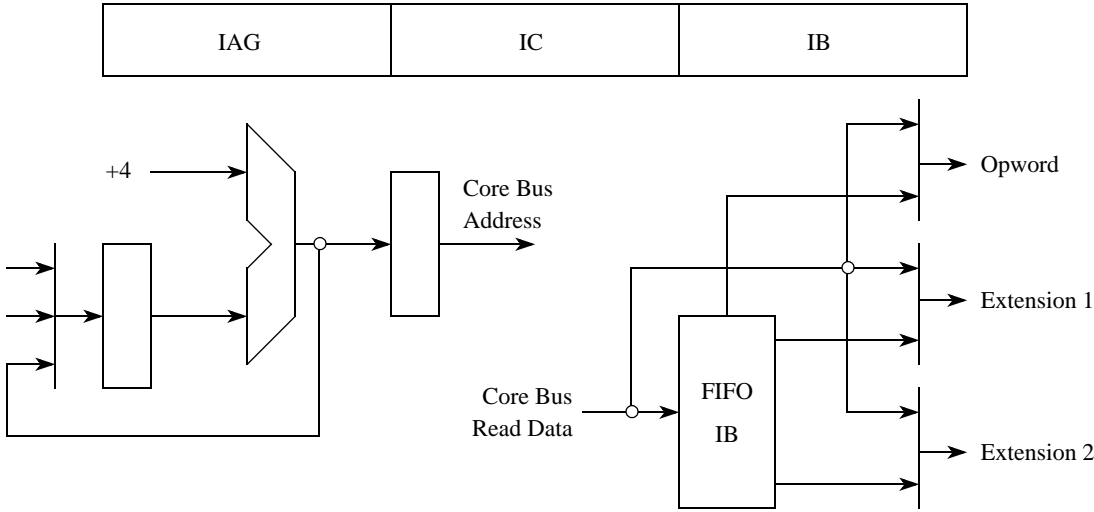 IAG
IC
IB
+4
Core Bus
Address
Opword
Extension 1
Core Bus
Read Data
FIFO
IB
Extension 2